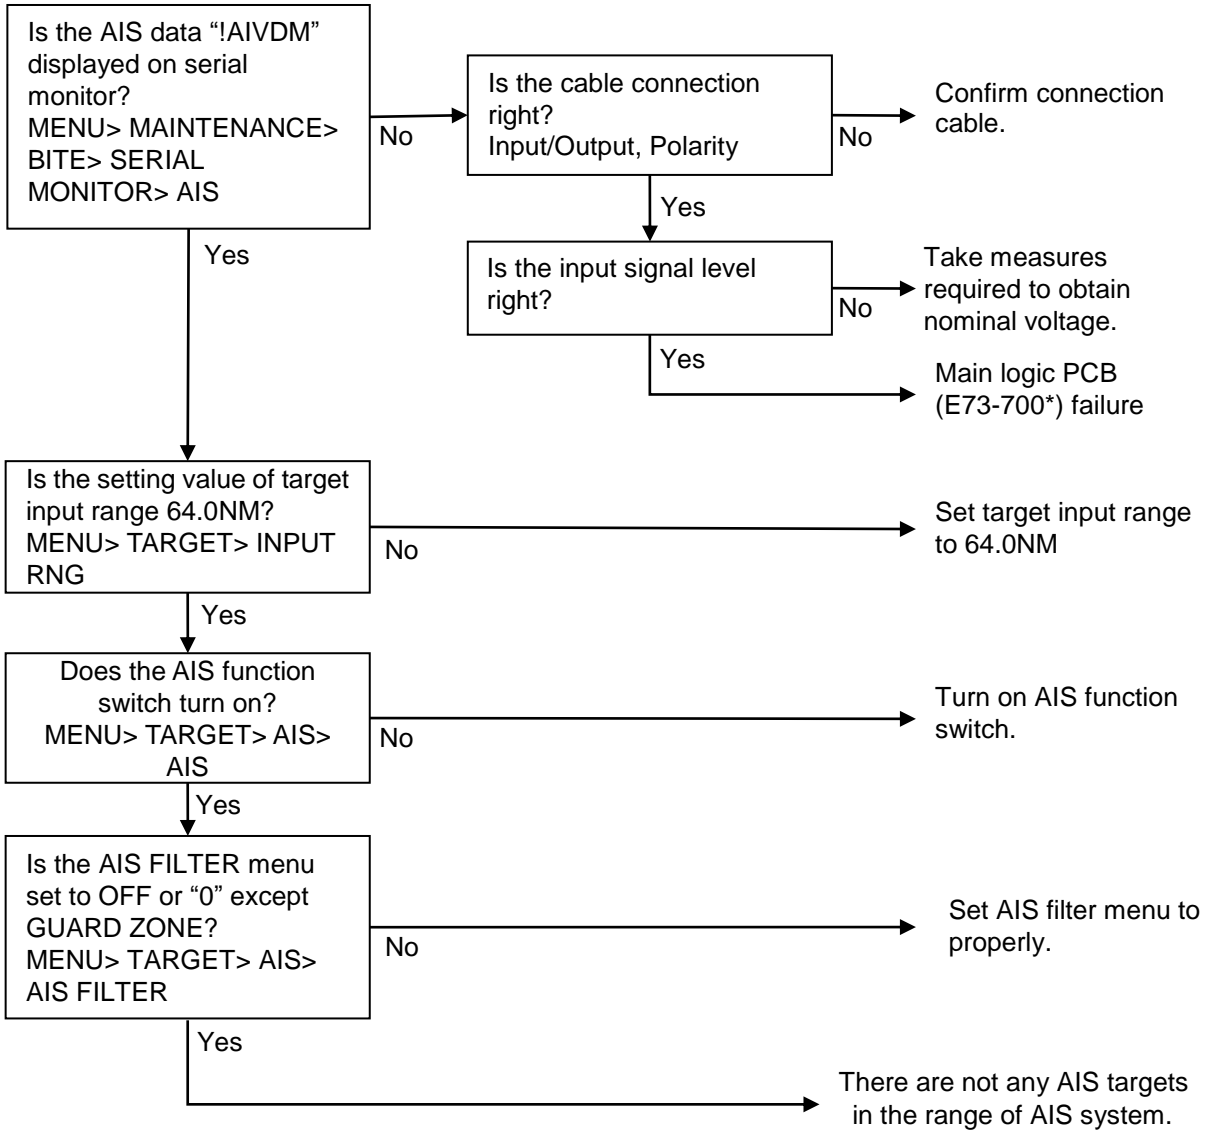 Is the AIS data “!AIVDM”
displayed on serial
monitor?
MENU> MAINTENANCE>
BITE> SERIAL
MONITOR> AIS
No
Is the cable connection
right?
Input/Output, Polarity
No
Confirm connection
cable.
Yes
Yes
Is the input signal level
right?
No
Take measures
required to obtain
nominal voltage.
Yes
Main logic PCB
(E73-700*) failure
Is the setting value of target
input range 64.0NM?
MENU> TARGET> INPUT
RNG
No
Set target input range
to 64.0NM
Yes
Does the AIS function
switch turn on?
MENU> TARGET> AIS>
AIS
No
Turn on AIS function
switch.
Yes
Is the AIS FILTER menu
set to OFF or “0” except
GUARD ZONE?
MENU> TARGET> AIS>
AIS FILTER
No
Set AIS filter menu to
properly.
Yes
There are not any AIS targets
in the range of AIS system.